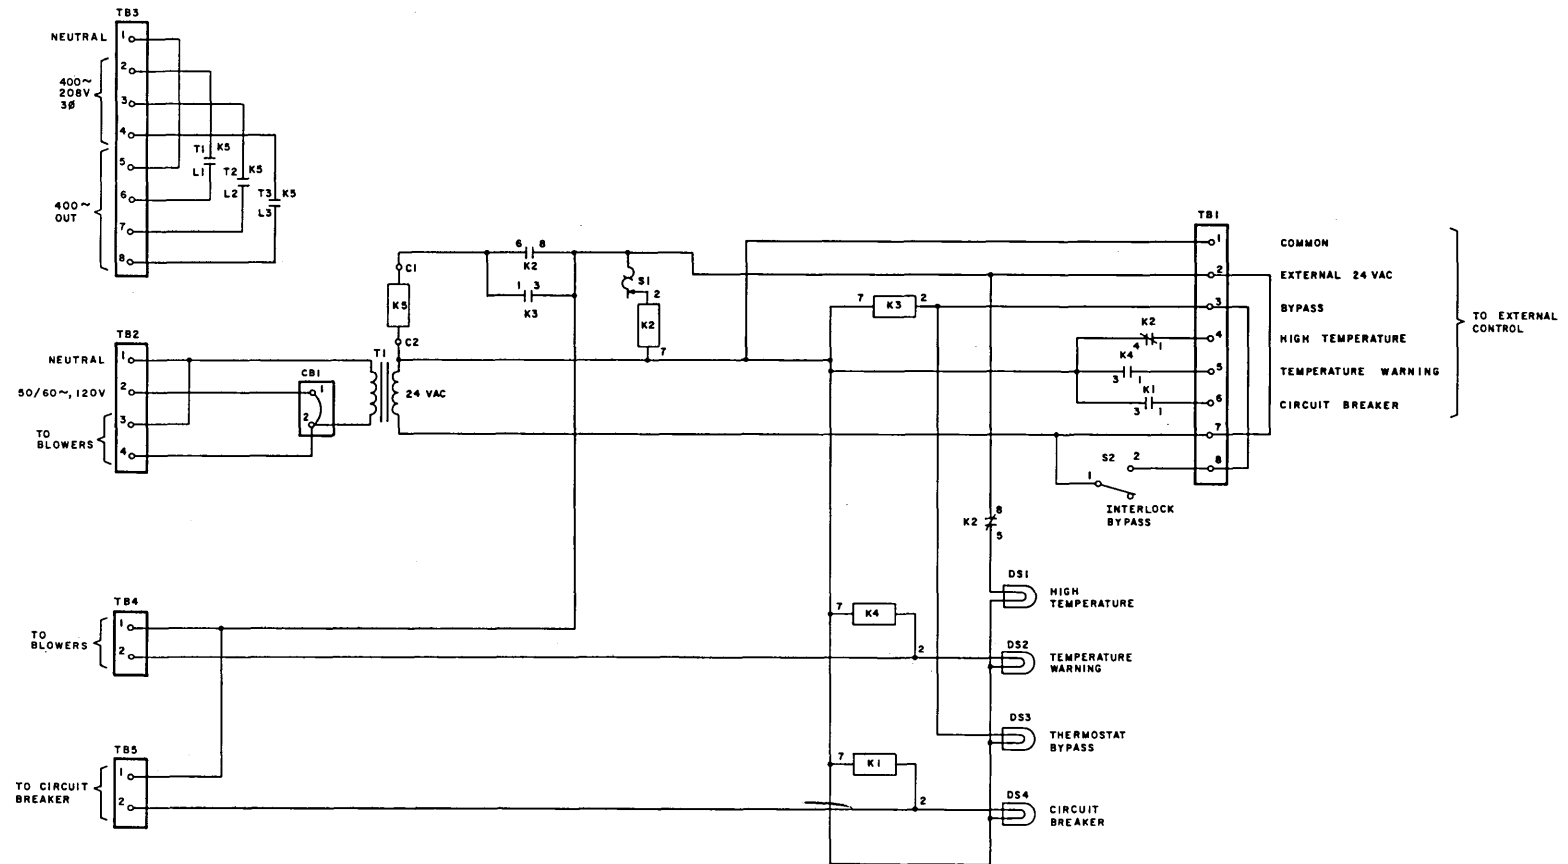 TB3
NEUTRAL
1
2
400~
208V
3Ø
3
4
5
400~
OUT
6
7
8
T1 K5
L1
T2 K5
L2
T3 K5
L3
TB2
NEUTRAL
1
50/60~, 120V
2
3
TO
BLOWERS
4
CB1
1
2
T1
24 VAC
C1
K5
C2
6 8
K2
1 3
K3
S1
2
K2
7
7 K3 2
TB1
1 COMMON
2 EXTERNAL 24 VAC
3 BYPASS
4 HIGH TEMPERATURE
5 TEMPERATURE WARNING
6 CIRCUIT BREAKER
7
8
TO EXTERNAL
CONTROL
K2
4 1
K4
3 1
K1
3 1
S2 2
1
INTERLOCK
BYPASS
K2 8
5
DS1
HIGH
TEMPERATURE
TB4
TO
BLOWERS
1
2
7 K4
2
DS2
TEMPERATURE
WARNING
DS3
THERMOSTAT
BYPASS
TB5
TO CIRCUIT
BREAKER
1
2
7 K1
2
DS4
CIRCUIT
BREAKER